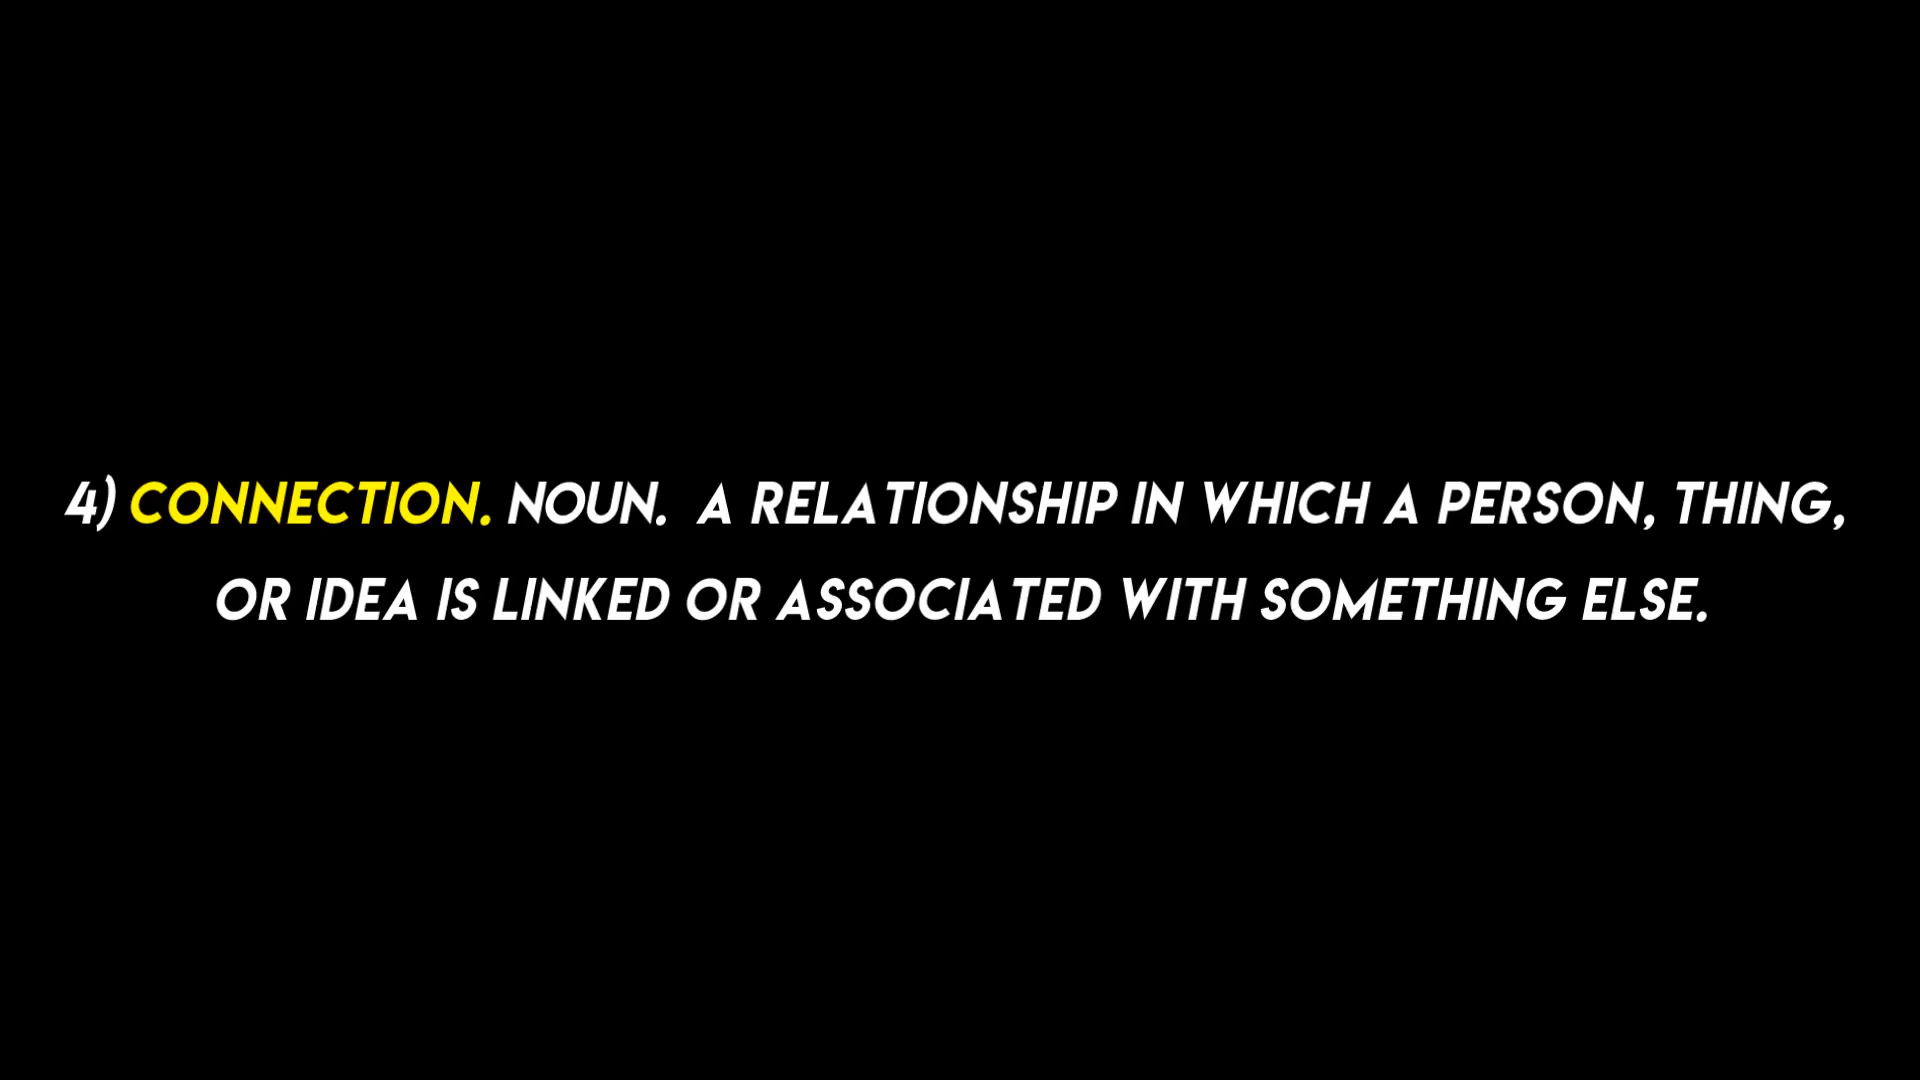 4) CONNECTION. NOUN.  A RELATIONSHIP IN WHICH A PERSON, THING,
OR IDEA IS LINKED OR ASSOCIATED WITH SOMETHING ELSE.